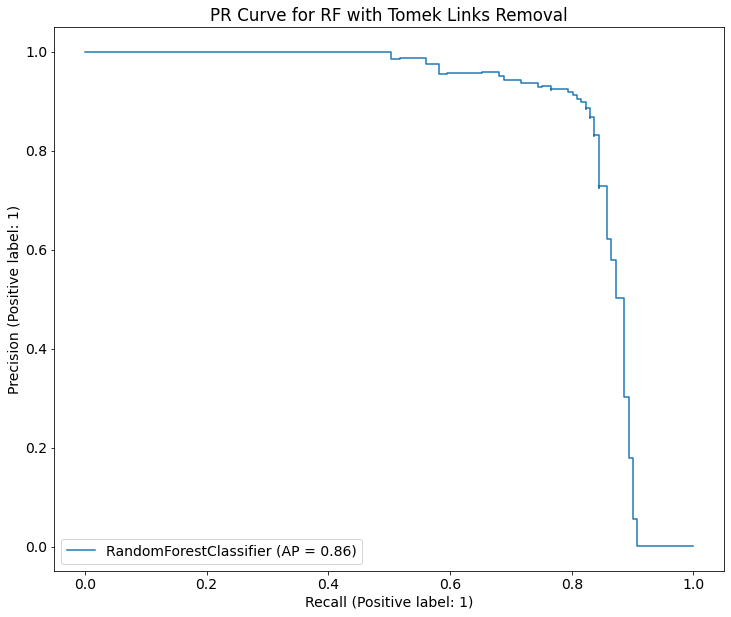 PR Curve for RF with Tomek Links Removal
Precision (Positive label: 1)
1.0
0.8
0.6
0.4
0.2
0.0
RandomForestClassifier (AP = 0.86)
0.0 0.2 0.4 0.6 0.8 1.0
Recall (Positive label: 1)